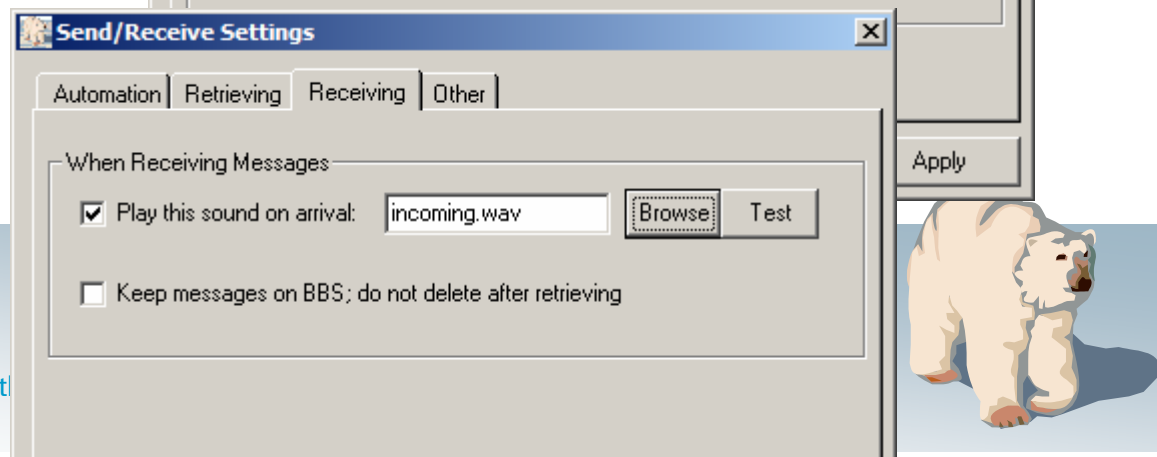 Send/Receive Settings
Automation Retrieving Receiving Other
When Receiving Messages
Apply
Play this sound on arrival: incoming.wav Browse Test
Keep messages on BBS; do not delete after retrieving